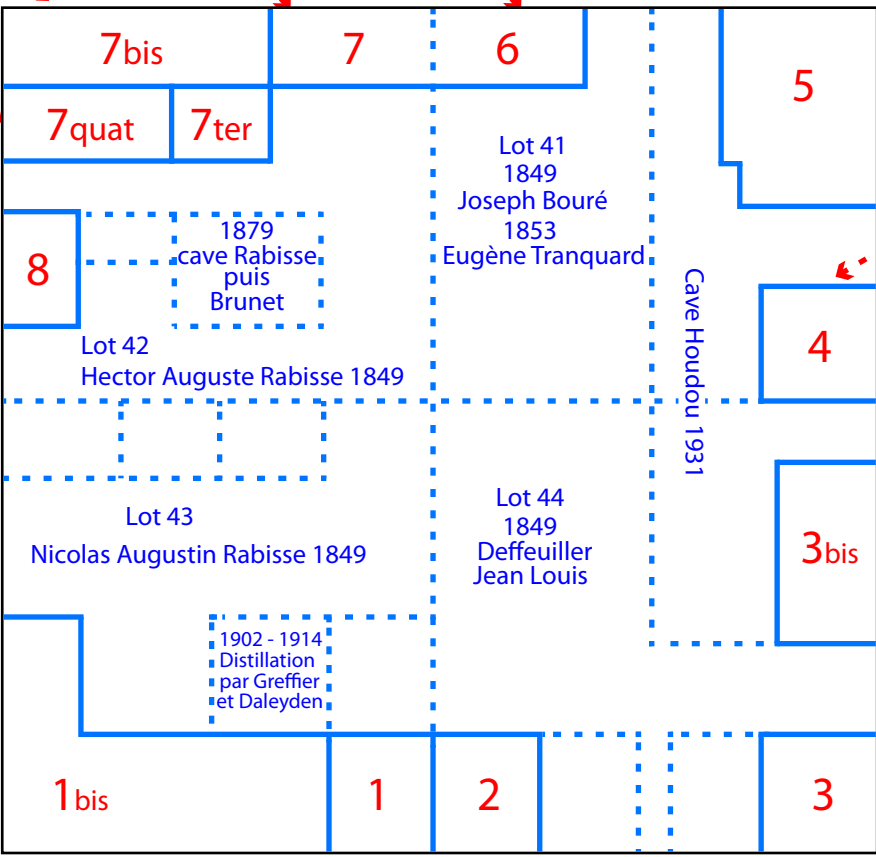 7bis
7
6
5
7quat
7ter
Lot 41
1849
Joseph Bouré
1853
Eugène Tranquard
8
1879
cave Rabisse
puis
Brunet
Cave Houdou 1931
4
Lot 42
Hector Auguste Rabisse 1849
Lot 43
Nicolas Augustin Rabisse 1849
Lot 44
1849
Deffeuiller
Jean Louis
3bis
1902 - 1914
Distillation
par Greffier
et Daleyden
1bis
1
2
3